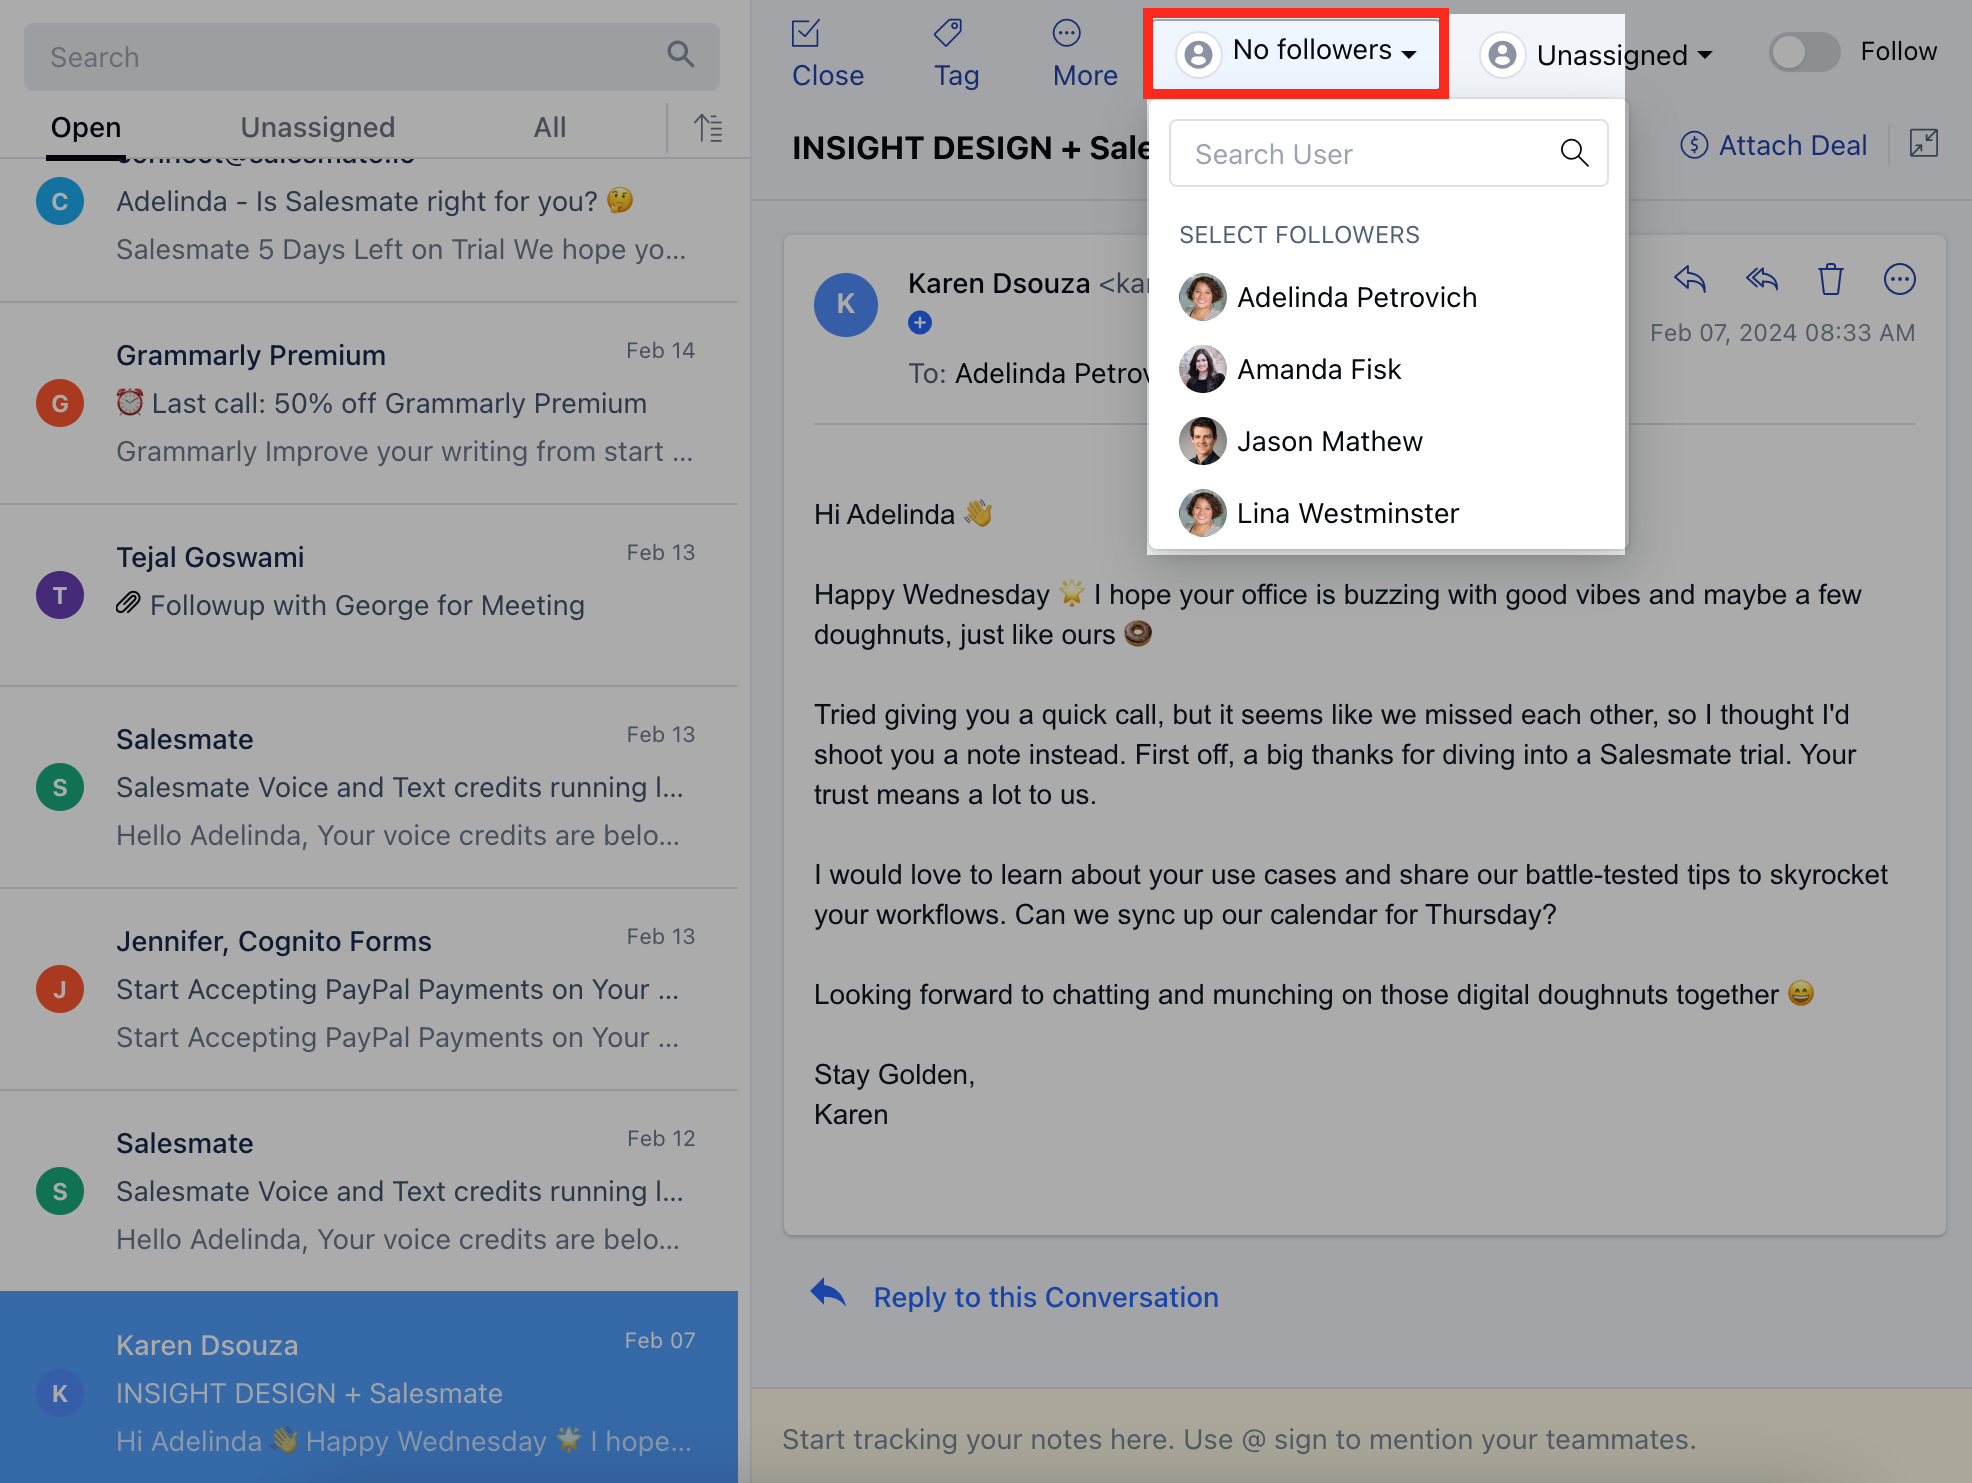 Search
Open
Unassigned
All
C
Adelinda - Is Salesmate right for you? 🤔
Salesmate 5 Days Left on Trial We hope yo...
Grammarly Premium
Feb 14
G
⏰ Last call: 50% off Grammarly Premium
Grammarly Improve your writing from start ...
Tejal Goswami
Feb 13
T
Followup with George for Meeting
Salesmate
Feb 13
S
Salesmate Voice and Text credits running l...
Hello Adelinda, Your voice credits are belo...
Jennifer, Cognito Forms
Feb 13
J
Start Accepting PayPal Payments on Your ...
Start Accepting PayPal Payments on Your ...
Salesmate
Feb 12
S
Salesmate Voice and Text credits running l...
Hello Adelinda, Your voice credits are belo...
Karen Dsouza
Feb 07
K
INSIGHT DESIGN + Salesmate
Hi Adelinda 👋 Happy Wednesday 🌟 I hope...
Close
Tag
More
No followers
Unassigned
Follow
INSIGHT DESIGN + Sale
Attach Deal
Search User
SELECT FOLLOWERS
Adelinda Petrovich
Amanda Fisk
Jason Mathew
Lina Westminster
K
Karen Dsouza <kar
Feb 07, 2024 08:33 AM
To: Adelinda Petrov
Hi Adelinda 👋
Happy Wednesday 🌟 I hope your office is buzzing with good vibes and maybe a few
doughnuts, just like ours 🍩
Tried giving you a quick call, but it seems like we missed each other, so I thought I'd
shoot you a note instead. First off, a big thanks for diving into a Salesmate trial. Your
trust means a lot to us.
I would love to learn about your use cases and share our battle-tested tips to skyrocket
your workflows. Can we sync up our calendar for Thursday?
Looking forward to chatting and munching on those digital doughnuts together 😄
Stay Golden,
Karen
Reply to this Conversation
Start tracking your notes here. Use @ sign to mention your teammates.